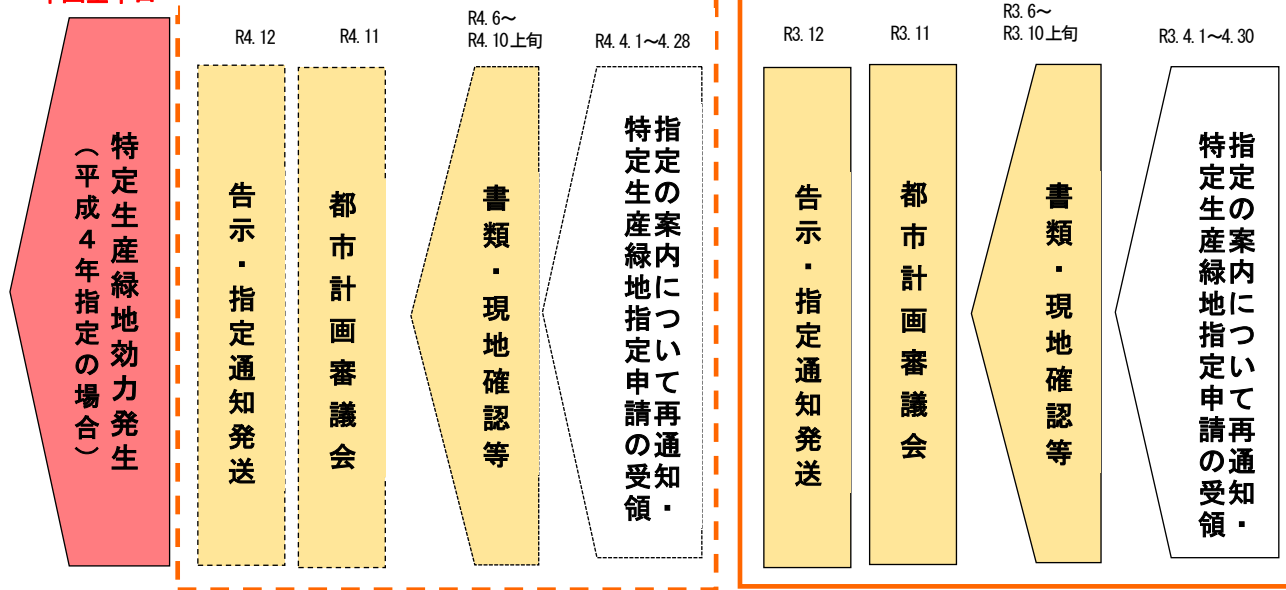 R3.4.1～4.30
指定の案内について再通知・
特定生産緑地指定申請の受領
R3.6～
R3.10上旬
書類・現地確認等
R3.11
都市計画審議会
R3.12
告示・指定通知発送
R4.4.1～4.28
指定の案内について再通知・
特定生産緑地指定申請の受領
R4.6～
R4.10上旬
書類・現地確認等
R4.11
都市計画審議会
R4.12
告示・指定通知発送
特定生産緑地効力発生
（平成４年指定の場合）